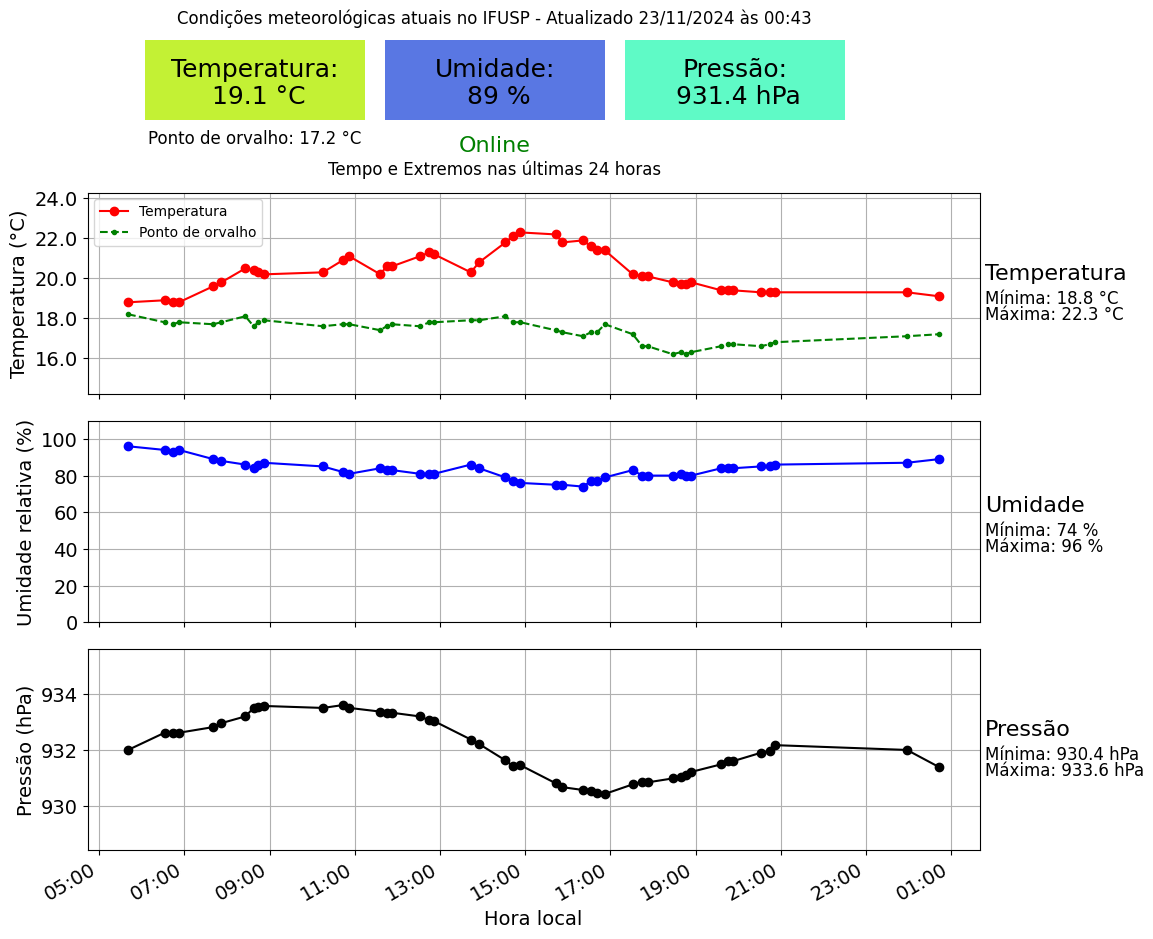 Condições meteorológicas atuais no IFUSP - Atualizado 23/11/2024 às 00:43
Temperatura:
19.1 °C
Umidade:
89 %
Pressão:
931.4 hPa
Ponto de orvalho: 17.2 °C
Online
Tempo e Extremos nas últimas 24 horas
Temperatura (°C)
24.0
22.0
20.0
18.0
16.0
Temperatura
Ponto de orvalho
Temperatura
Mínima: 18.8 °C
Máxima: 22.3 °C
Umidade relativa (%)
100
80
60
40
20
0
Umidade
Mínima: 74 %
Máxima: 96 %
Pressão (hPa)
934
932
930
Pressão
Mínima: 930.4 hPa
Máxima: 933.6 hPa
05:00 07:00 09:00 11:00 13:00 15:00 17:00 19:00 21:00 23:00 01:00
Hora local